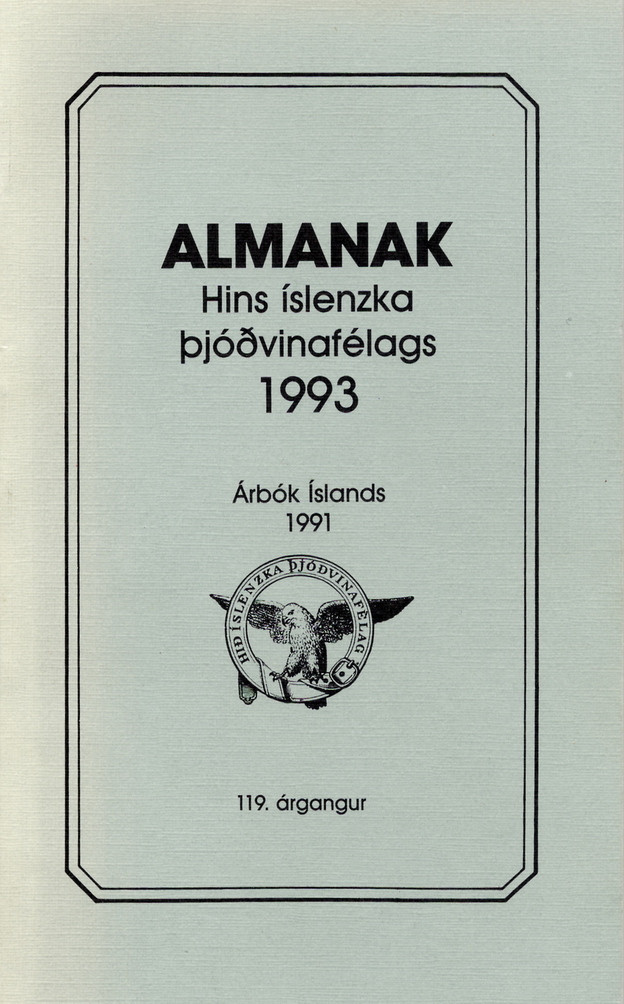 ALMANAK
Hins íslenzka
þjóðvinafélags
1993
Árbók Íslands
1991
HIÐ ÍSLENZKA ÞJÓÐVINAFÉLAG
119. árgangur